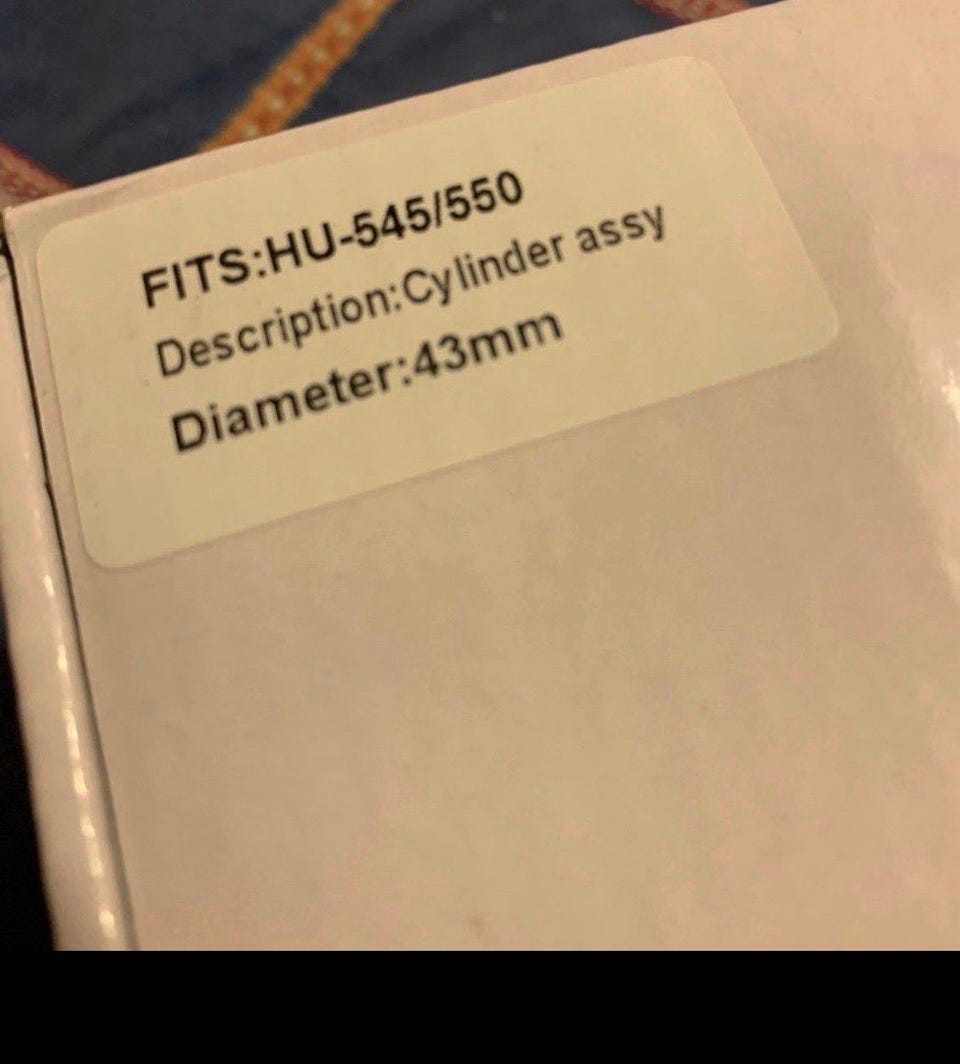 FITS:HU-545/550
Description:Cylinder assy
Diameter:43mm